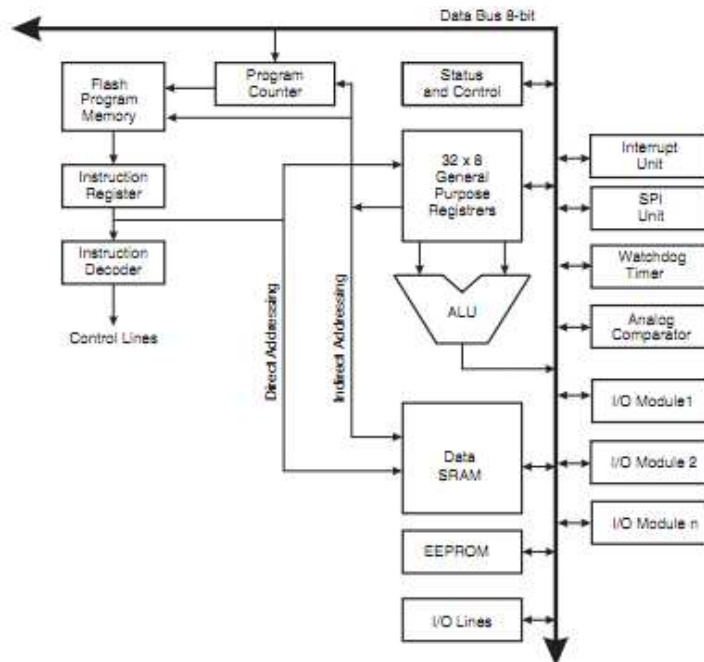 Data Bus 8-bit
Flash
Program
Memory
Program
Counter
Status
and Control
Instruction
Register
32 x 8
General
Purpose
Registrers
Interrupt
Unit
SPI
Unit
Instruction
Decoder
Watchdog
Timer
Control Lines
Direct Addressing
Indirect Addressing
ALU
Analog
Comparator
I/O Module1
Data
SRAM
I/O Module 2
I/O Module n
EEPROM
I/O Lines